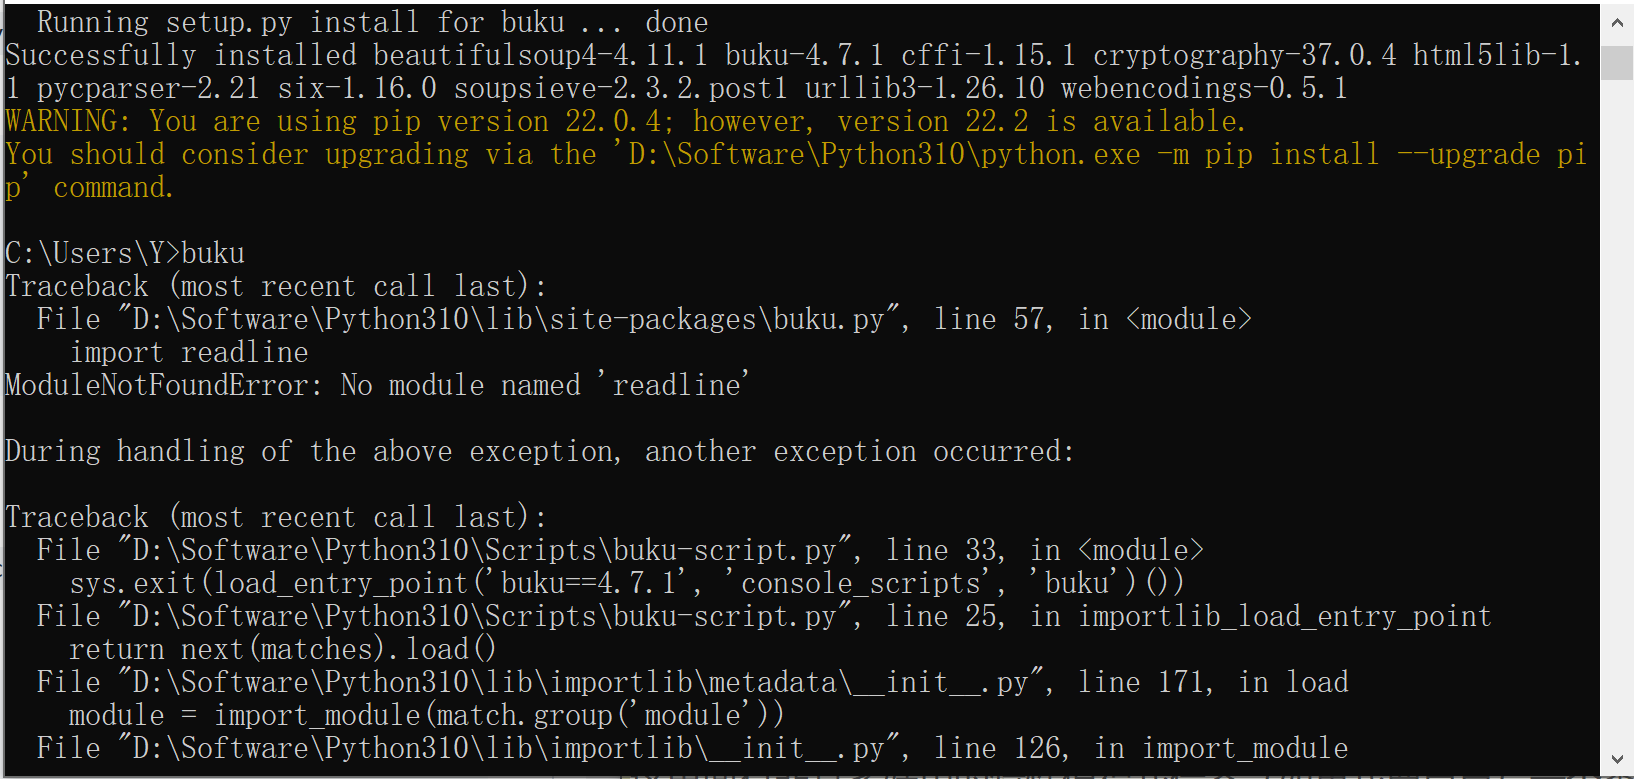 Running setup.py install for buku ... done
Successfully installed beautifulsoup4-4.11.1 buku-4.7.1 cffi-1.15.1 cryptography-37.0.4 html5lib-1.
1 pycparser-2.21 six-1.16.0 soupsieve-2.3.2.post1 urllib3-1.26.10 webencodings-0.5.1
WARNING: You are using pip version 22.0.4; however, version 22.2 is available.
You should consider upgrading via the 'D:\Software\Python310\python.exe -m pip install --upgrade pi
p' command.

C:\Users\Y>buku
Traceback (most recent call last):
  File "D:\Software\Python310\lib\site-packages\buku.py", line 57, in <module>
    import readline
ModuleNotFoundError: No module named 'readline'

During handling of the above exception, another exception occurred:

Traceback (most recent call last):
  File "D:\Software\Python310\Scripts\buku-script.py", line 33, in <module>
    sys.exit(load_entry_point('buku==4.7.1', 'console_scripts', 'buku')())
  File "D:\Software\Python310\Scripts\buku-script.py", line 25, in importlib_load_entry_point
    return next(matches).load()
  File "D:\Software\Python310\lib\importlib\metadata\__init__.py", line 171, in load
    module = import_module(match.group('module'))
  File "D:\Software\Python310\lib\importlib\__init__.py", line 126, in import_module